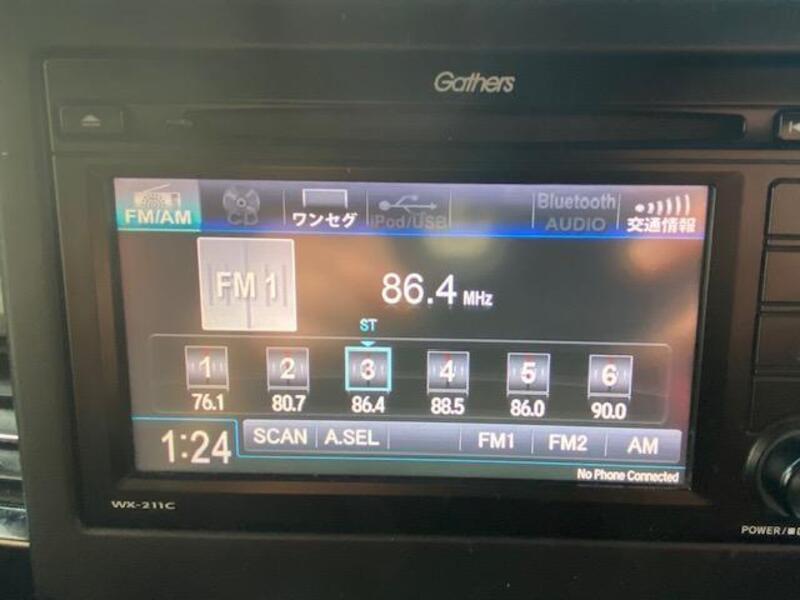 Gathers
FM/AM CD ワンセグ iPod/USB Bluetooth AUDIO 交通情報
FM 1
86.4 MHz
ST
1 2 3 4 5 6
76.1 80.7 86.4 88.5 86.0 90.0
1:24 SCAN A.SEL FM1 FM2 AM
No Phone Connected
WX-211C
POWER/